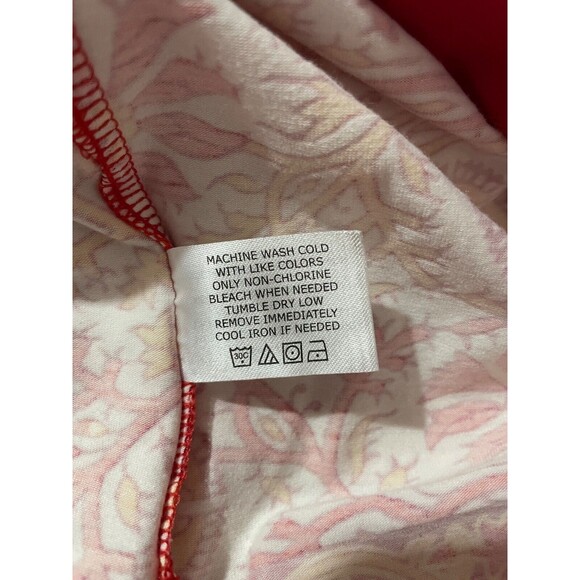 MACHINE WASH COLD
WITH LIKE COLORS
ONLY NON-CHLORINE
BLEACH WHEN NEEDED
TUMBLE DRY LOW
REMOVE IMMEDIATELY
COOL IRON IF NEEDED
30C